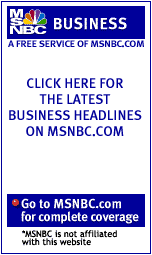 MSNBC BUSINESS
A FREE SERVICE OF MSNBC.COM
CLICK HERE FOR
THE LATEST
BUSINESS HEADLINES
ON MSNBC.COM
Go to MSNBC.com
for complete coverage
*MSNBC is not affiliated
with this website